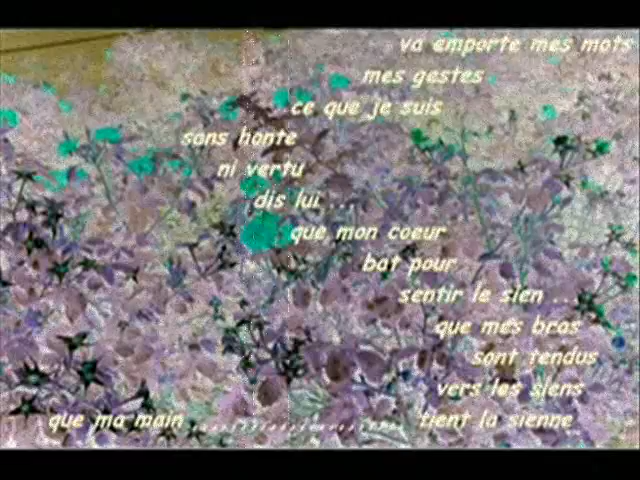 va emporte mes mots
mes gestes
ce que je suis
sans honte
ni vertu
dis lui ...
que mon coeur
bat pour
sentir le sien ...
que mes bras
sont tendus
vers les siens
que ma main ........................... tient la sienne